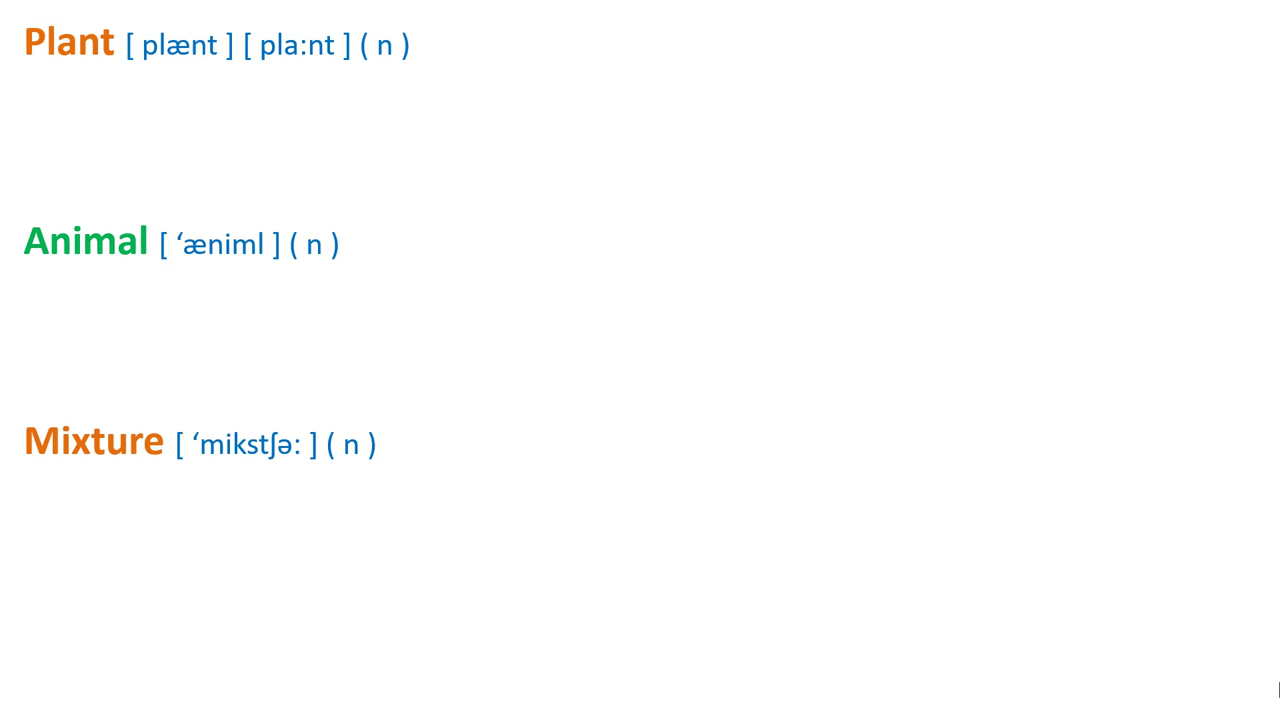 Plant [ plænt ] [ pla:nt ] ( n )
Animal [ ‘æniml ] ( n )
Mixture [ ‘mikstʃə: ] ( n )